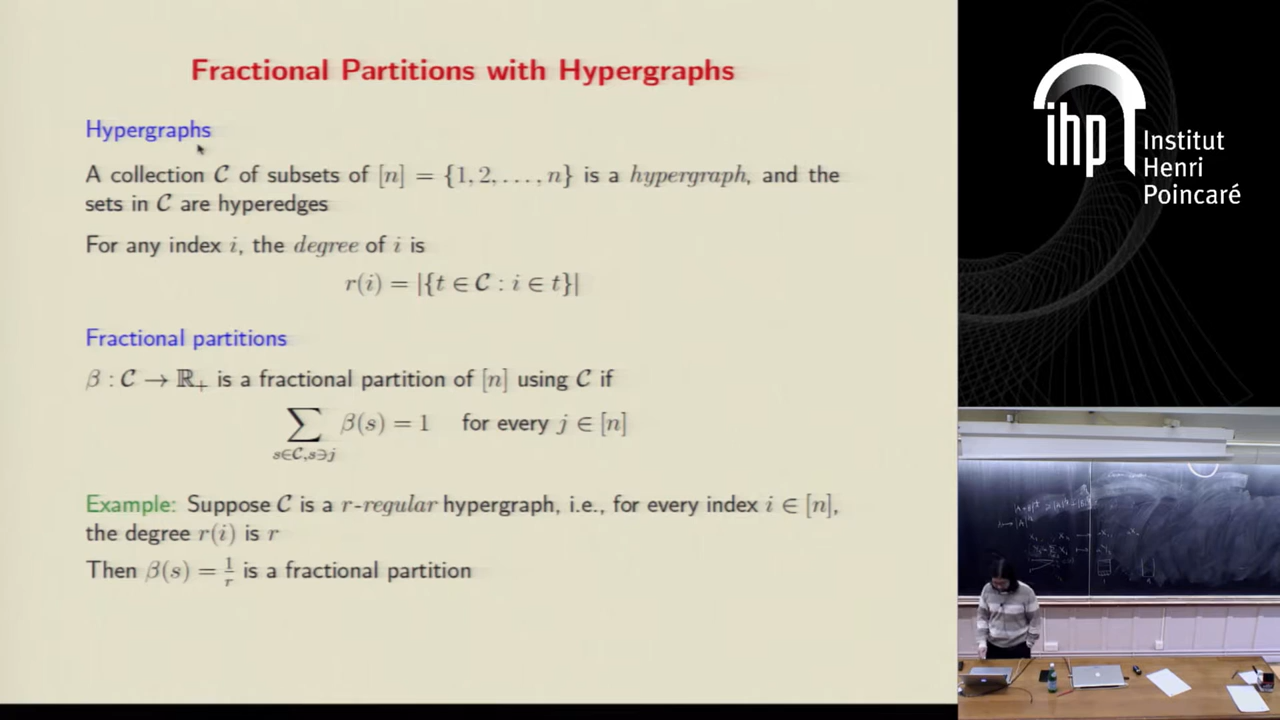 Fractional Partitions with Hypergraphs
Hypergraphs
A collection 𝒞 of subsets of [n] = {1, 2, . . . , n} is a hypergraph, and the
sets in 𝒞 are hyperedges
For any index i, the degree of i is
r(i) = |{t ∈ 𝒞 : i ∈ t}|
Fractional partitions
β : 𝒞 → ℝ₊ is a fractional partition of [n] using 𝒞 if
∑_{s∈𝒞,s∋j} β(s) = 1 for every j ∈ [n]
Example: Suppose 𝒞 is a r-regular hypergraph, i.e., for every index i ∈ [n],
the degree r(i) is r
Then β(s) = 1/r is a fractional partition
ihp
Institut
Henri
Poincaré